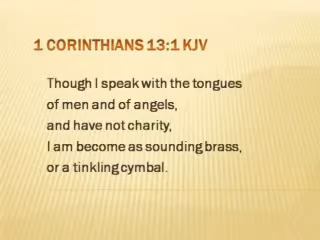 1 CORINTHIANS 13:1 KJV
Though I speak with the tongues
of men and of angels,
and have not charity,
I am become as sounding brass,
or a tinkling cymbal.